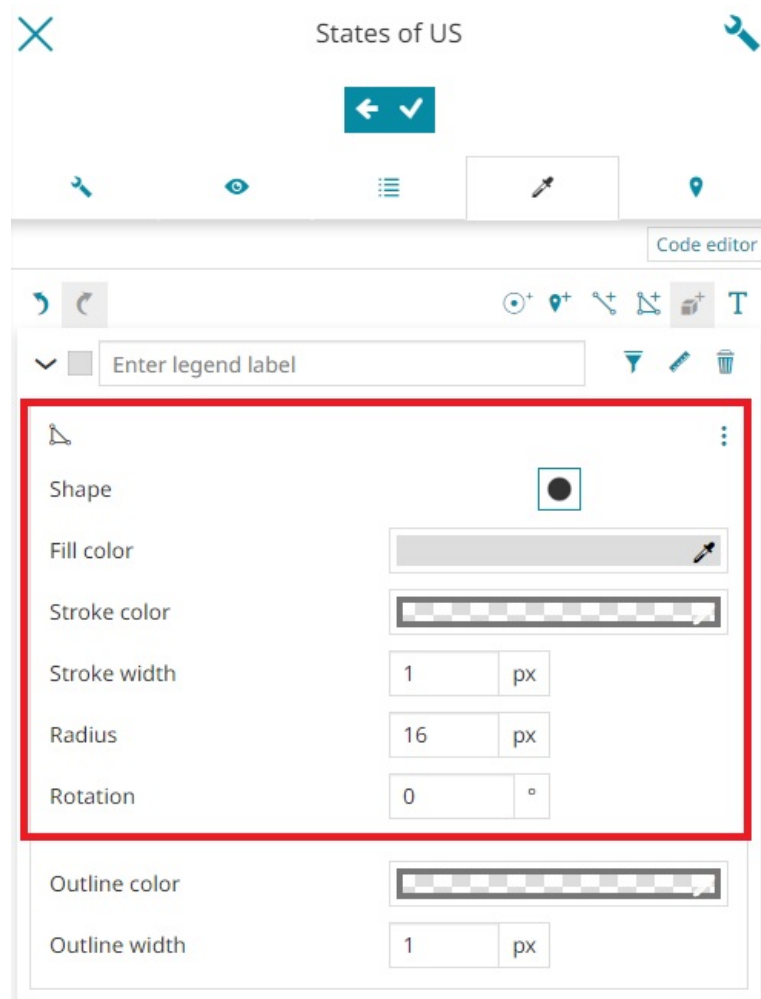 States of US
Code editor
T
Enter legend label
Shape
Fill color
Stroke color
Stroke width 1 px
Radius 16 px
Rotation 0 °
Outline color
Outline width 1 px